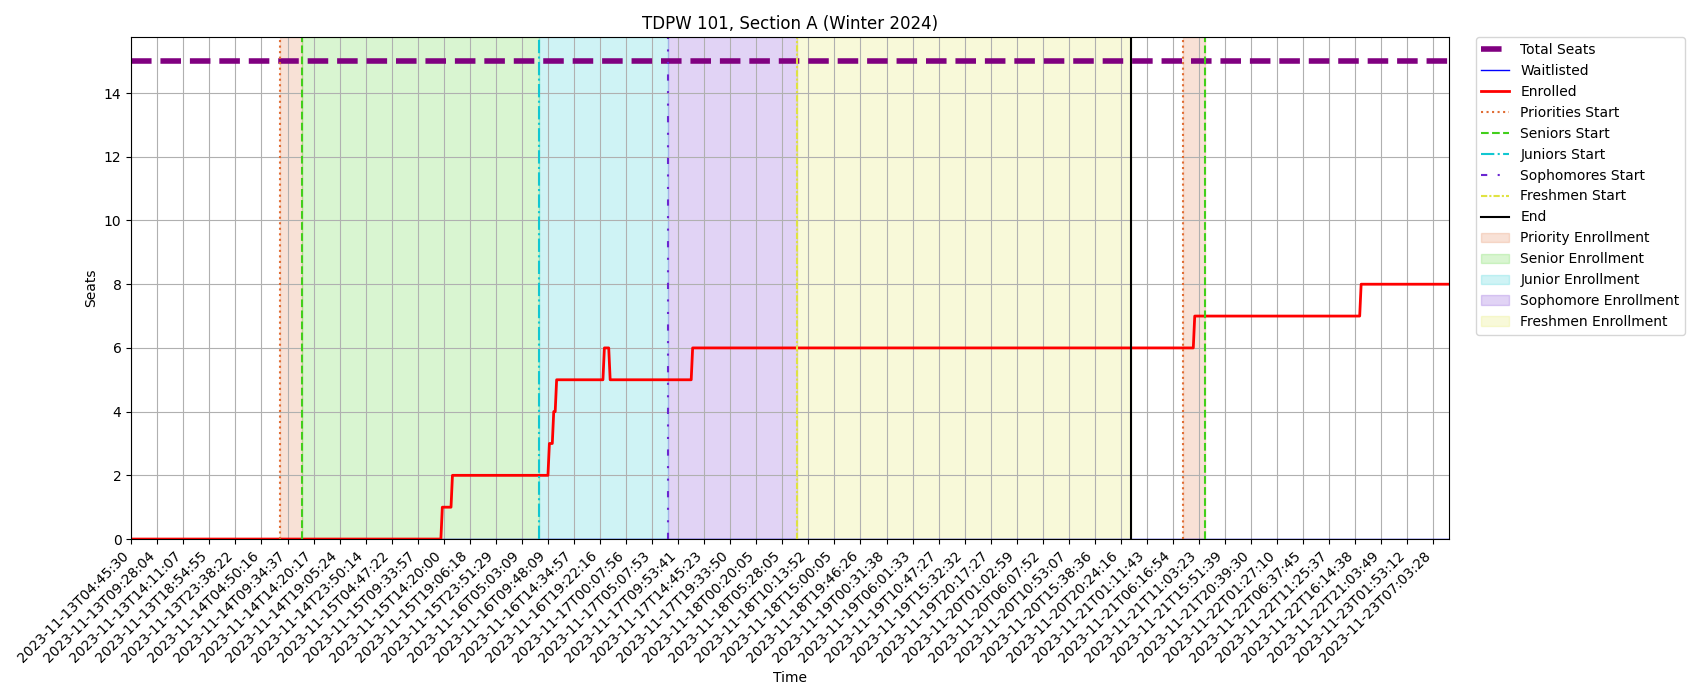 TDPW 101, Section A (Winter 2024)
Total Seats
Waitlisted
Enrolled
Priorities Start
Seniors Start
Juniors Start
Sophomores Start
Freshmen Start
End
Priority Enrollment
Senior Enrollment
Junior Enrollment
Sophomore Enrollment
Freshmen Enrollment
Seats
14
12
10
8
6
4
2
0
2023-11-13T04:45:30
2023-11-13T09:28:04
2023-11-13T14:11:07
2023-11-13T18:54:55
2023-11-13T23:38:22
2023-11-14T04:50:16
2023-11-14T09:34:37
2023-11-14T14:20:17
2023-11-14T19:05:24
2023-11-14T23:50:14
2023-11-15T04:47:22
2023-11-15T09:33:57
2023-11-15T14:20:00
2023-11-15T19:06:18
2023-11-15T23:51:29
2023-11-16T05:03:09
2023-11-16T09:48:09
2023-11-16T14:34:57
2023-11-16T19:22:16
2023-11-17T00:07:56
2023-11-17T05:07:53
2023-11-17T09:53:41
2023-11-17T14:45:23
2023-11-17T19:33:50
2023-11-18T00:20:05
2023-11-18T05:28:05
2023-11-18T10:13:52
2023-11-18T15:00:05
2023-11-18T19:46:26
2023-11-19T00:31:38
2023-11-19T06:01:33
2023-11-19T10:47:27
2023-11-19T15:32:32
2023-11-19T20:17:27
2023-11-20T01:02:59
2023-11-20T06:07:52
2023-11-20T10:53:07
2023-11-20T15:38:36
2023-11-20T20:24:16
2023-11-21T01:11:43
2023-11-21T06:16:54
2023-11-21T11:03:23
2023-11-21T15:51:39
2023-11-21T20:39:30
2023-11-22T01:27:10
2023-11-22T06:37:45
2023-11-22T11:25:37
2023-11-22T16:14:38
2023-11-22T21:03:49
2023-11-23T01:53:12
2023-11-23T07:03:28
Time